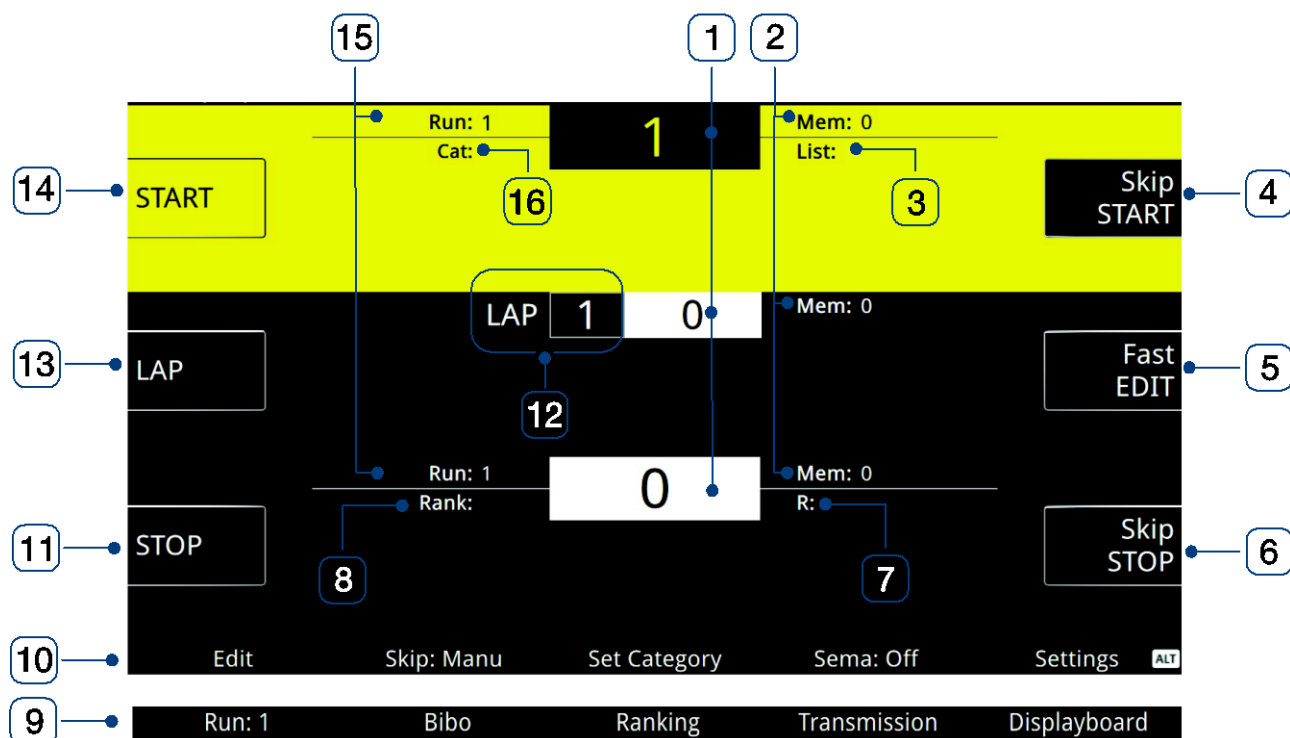 15
1
2
Run: 1
1
Mem: 0
Cat:
List:
14
START
16
3
Skip
START
4
LAP
1
0
Mem: 0
13
LAP
Fast
EDIT
5
12
Run: 1
0
Mem: 0
Rank:
R:
11
STOP
8
7
Skip
STOP
6
10
Edit
Skip: Manu
Set Category
Sema: Off
Settings
ALT
9
Run: 1
Bibo
Ranking
Transmission
Displayboard